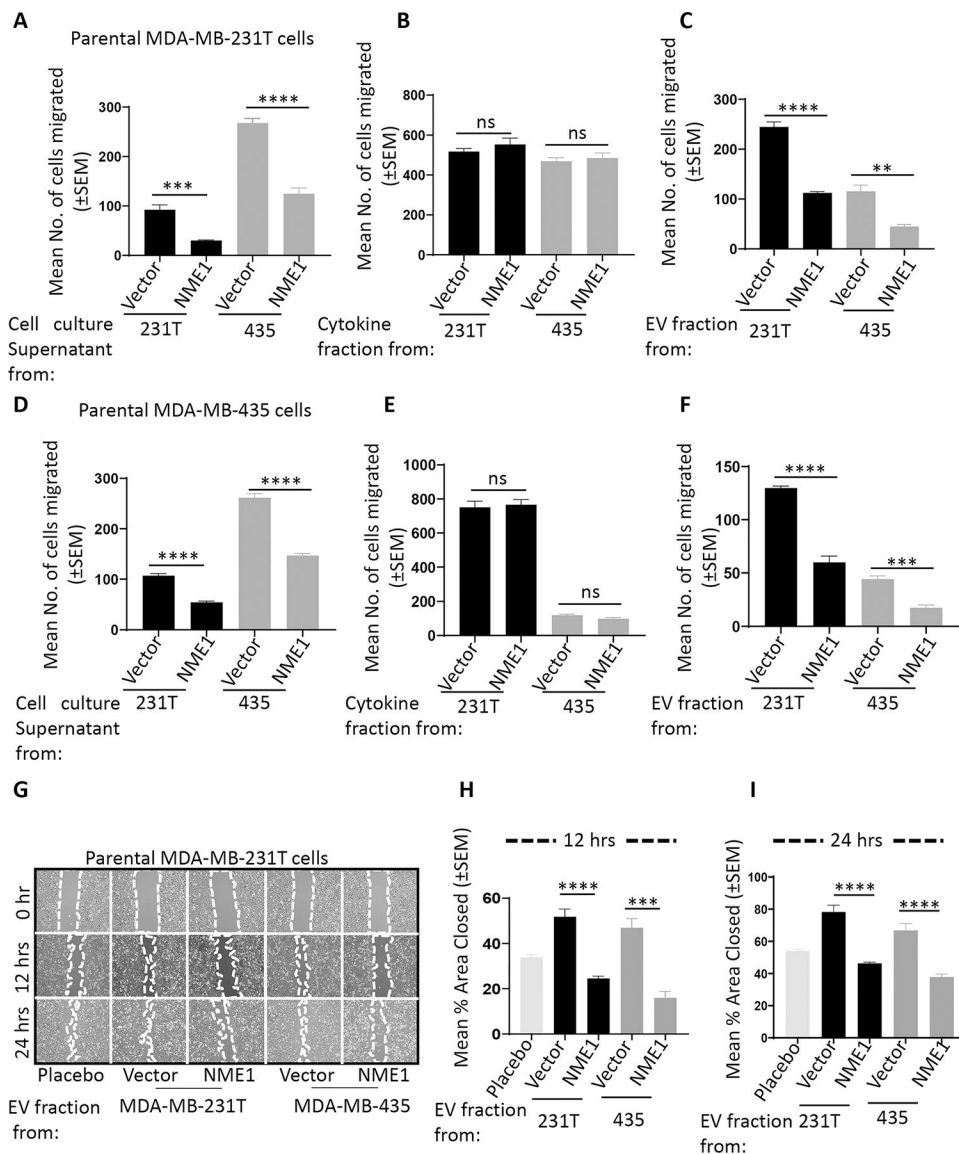 A
Parental MDA-MB-231T cells
Mean No. of cells migrated
(±SEM)
300
200
100
0
***
****
Vector
NME1
Vector
NME1
231T
435
Cell culture
Supernatant
from:
B
Mean No. of cells migrated
(±SEM)
800
600
400
200
0
ns
ns
Vector
NME1
Vector
NME1
231T
435
Cytokine
fraction from:
C
Mean No. of cells migrated
(±SEM)
300
200
100
0
****
**
Vector
NME1
Vector
NME1
231T
435
EV fraction
from:
D
Parental MDA-MB-435 cells
Mean No. of cells migrated
(±SEM)
300
200
100
0
****
****
Vector
NME1
Vector
NME1
231T
435
Cell culture
Supernatant
from:
E
Mean No. of cells migrated
(±SEM)
1000
800
600
400
200
0
ns
ns
Vector
NME1
Vector
NME1
231T
435
Cytokine
fraction from:
F
Mean No. of cells migrated
(±SEM)
150
100
50
0
****
***
Vector
NME1
Vector
NME1
231T
435
EV fraction
from:
G
Parental MDA-MB-231T cells
0 hr
12 hrs
24 hrs
Placebo
Vector
NME1
Vector
NME1
EV fraction
from:
MDA-MB-231T
MDA-MB-435
H
12 hrs
Mean % Area Closed (±SEM)
60
40
20
0
****
***
Placebo
Vector
NME1
Vector
NME1
EV fraction
from:
231T
435
I
24 hrs
Mean % Area Closed (±SEM)
100
80
60
40
20
0
****
****
Placebo
Vector
NME1
Vector
NME1
EV fraction
from:
231T
435